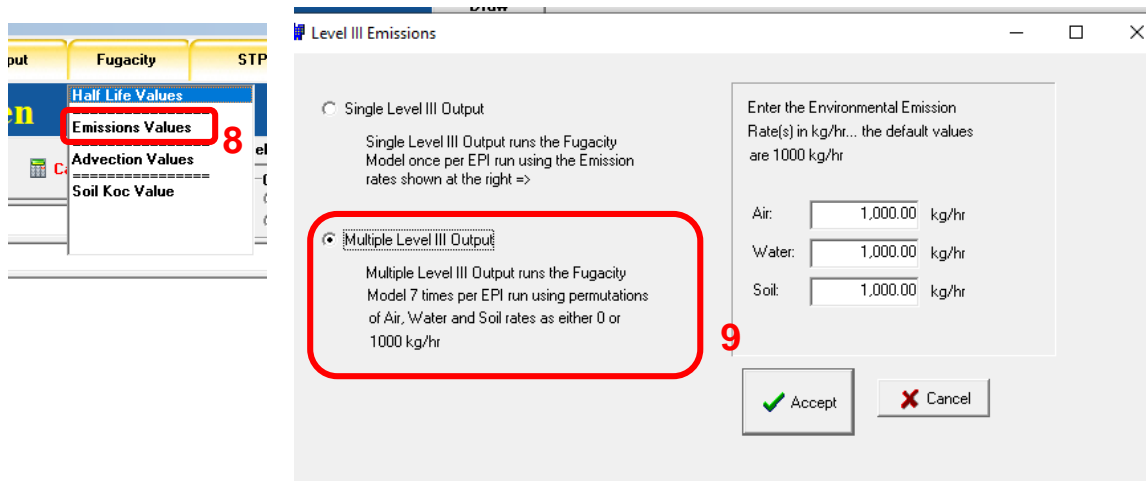 Fugacity
STP
Half Life Values
Emissions Values
8
Advection Values
Soil Koc Value
Level III Emissions
Single Level III Output
Single Level III Output runs the Fugacity
Model once per EPI run using the Emission
rates shown at the right =>
Multiple Level III Output
Multiple Level III Output runs the Fugacity
Model 7 times per EPI run using permutations
of Air, Water and Soil rates as either 0 or
1000 kg/hr
9
Enter the Environmental Emission
Rate(s) in kg/hr... the default values
are 1000 kg/hr
Air: 1,000.00 kg/hr
Water: 1,000.00 kg/hr
Soil: 1,000.00 kg/hr
Accept
Cancel